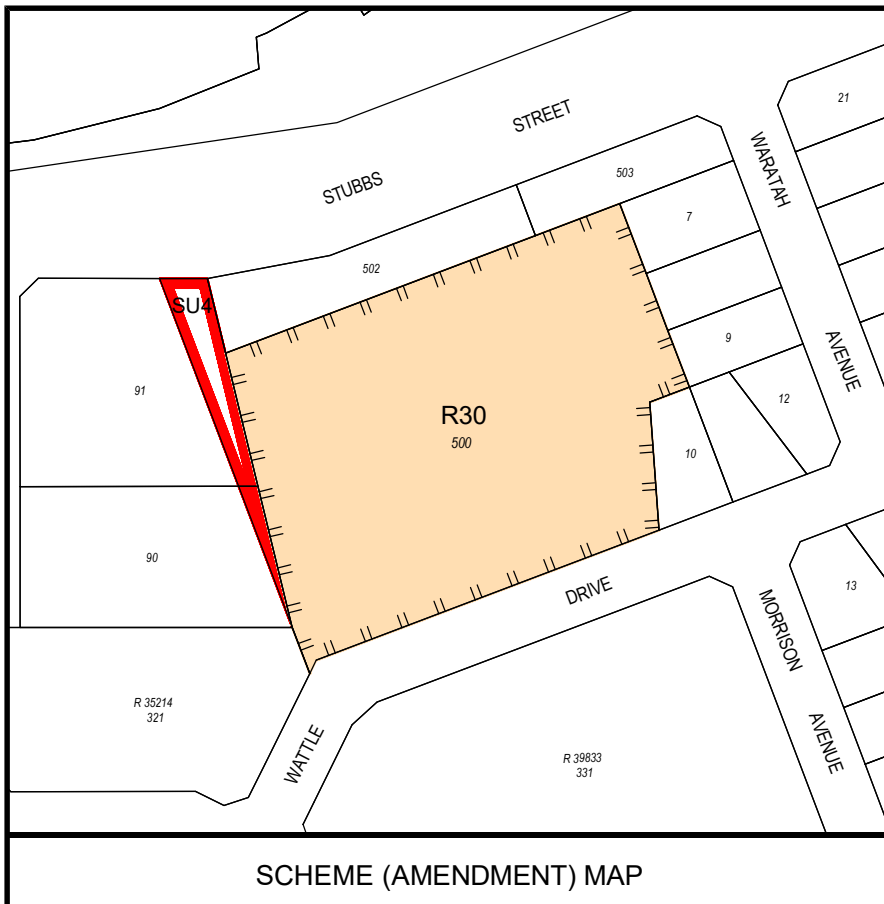 21
STREET
WARATAH
503
STUBBS
7
502
SU4
9
AVENUE
91
12
R30
500
10
90
DRIVE
13
MORRISON
R 35214
321
WATTLE
AVENUE
R 39833
331
SCHEME (AMENDMENT) MAP